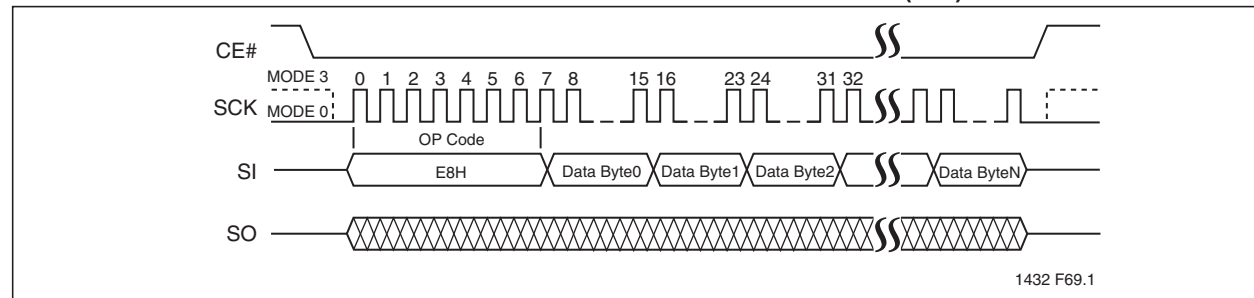 CE#
MODE 3 0 1 2 3 4 5 6 7 8 15 16 23 24 31 32
SCK MODE 0
OP Code
SI E8H Data Byte0 Data Byte1 Data Byte2 Data ByteN
SO
1432 F69.1